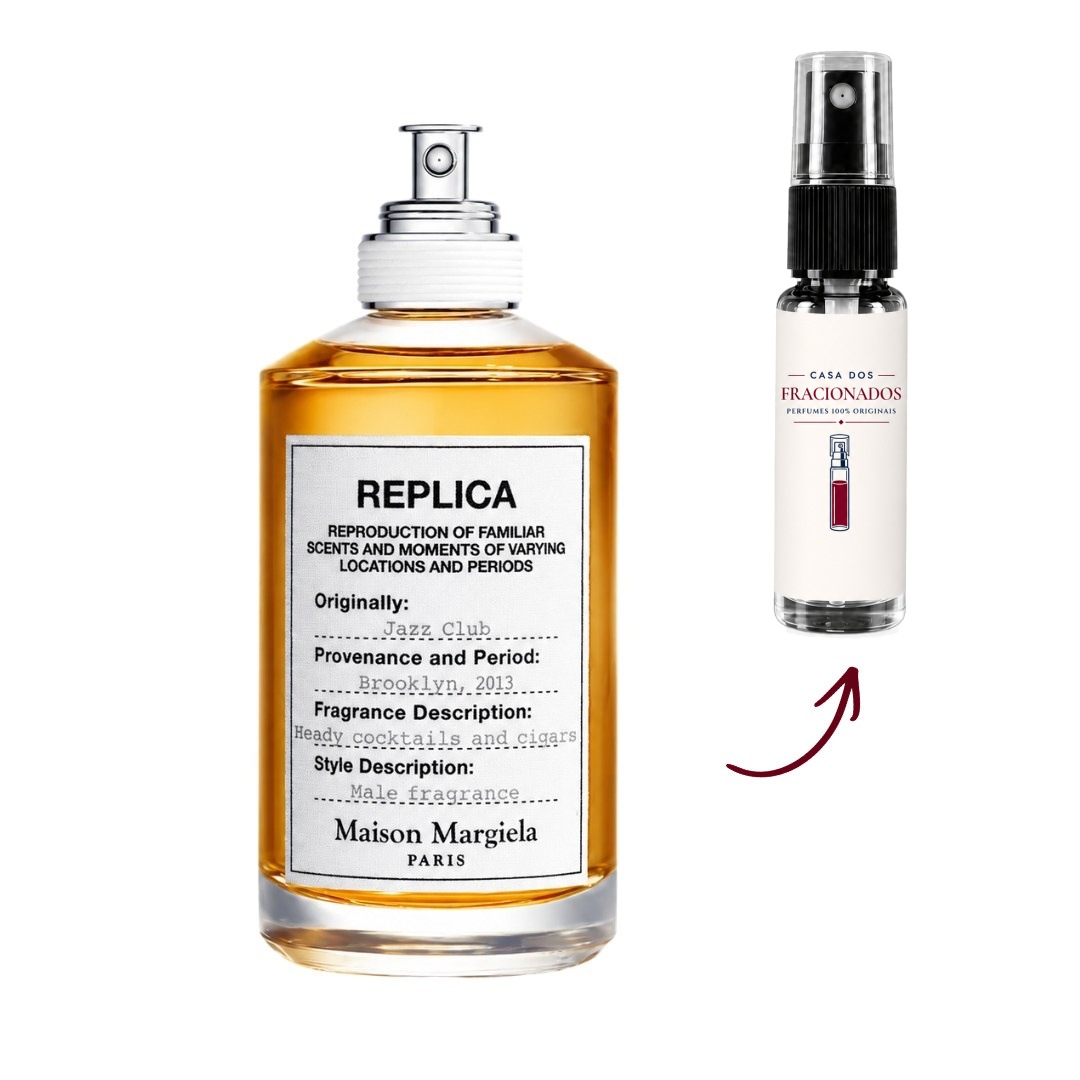 REPLICA
REPRODUCTION OF FAMILIAR
SCENTS AND MOMENTS OF VARYING
LOCATIONS AND PERIODS
Originally:
Jazz Club
Provenance and Period:
Brooklyn, 2013
Fragrance Description:
Heady cocktails and cigars
Style Description:
Male fragrance
Maison Margiela
PARIS
CASA DOS
FRACIONADOS
PERFUMES 100% ORIGINAIS